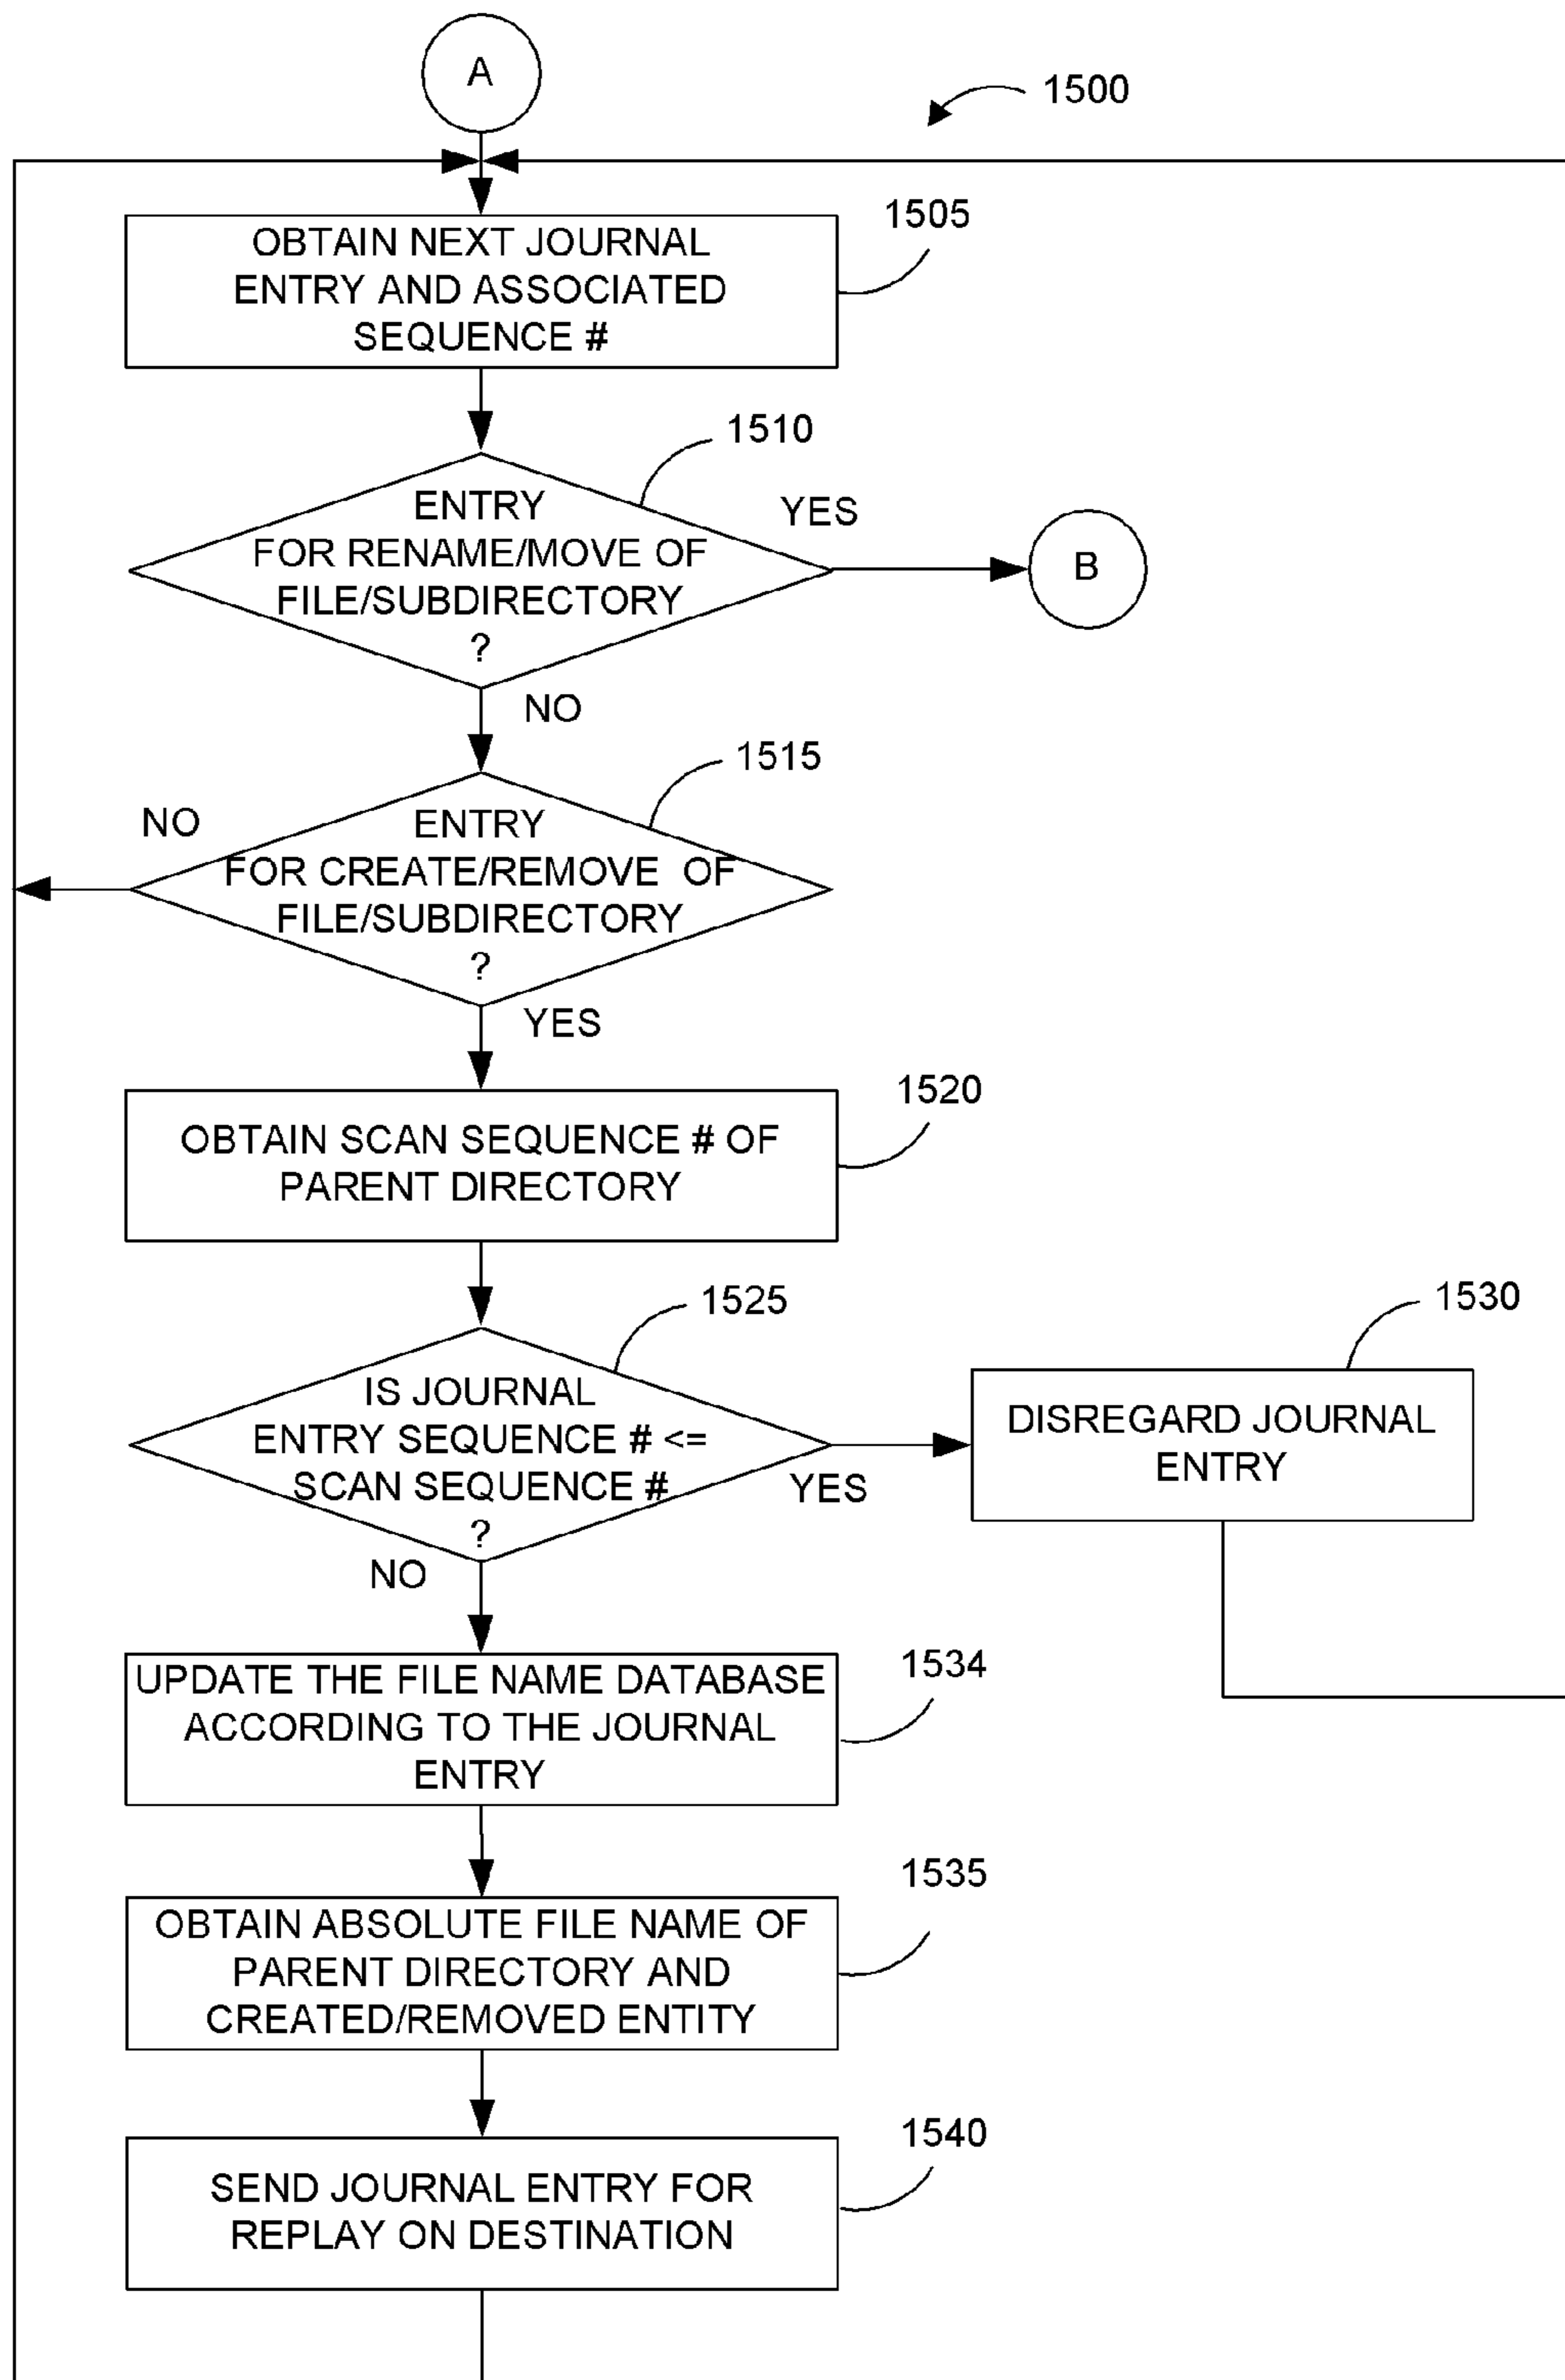 A
1500
OBTAIN NEXT JOURNAL
ENTRY AND ASSOCIATED
SEQUENCE #
1505
ENTRY
FOR RENAME/MOVE OF
FILE/SUBDIRECTORY
?
1510
YES
B
NO
ENTRY
FOR CREATE/REMOVE OF
FILE/SUBDIRECTORY
?
1515
NO
YES
OBTAIN SCAN SEQUENCE # OF
PARENT DIRECTORY
1520
IS JOURNAL
ENTRY SEQUENCE # <=
SCAN SEQUENCE #
?
1525
YES
DISREGARD JOURNAL
ENTRY
1530
NO
UPDATE THE FILE NAME DATABASE
ACCORDING TO THE JOURNAL
ENTRY
1534
OBTAIN ABSOLUTE FILE NAME OF
PARENT DIRECTORY AND
CREATED/REMOVED ENTITY
1535
SEND JOURNAL ENTRY FOR
REPLAY ON DESTINATION
1540